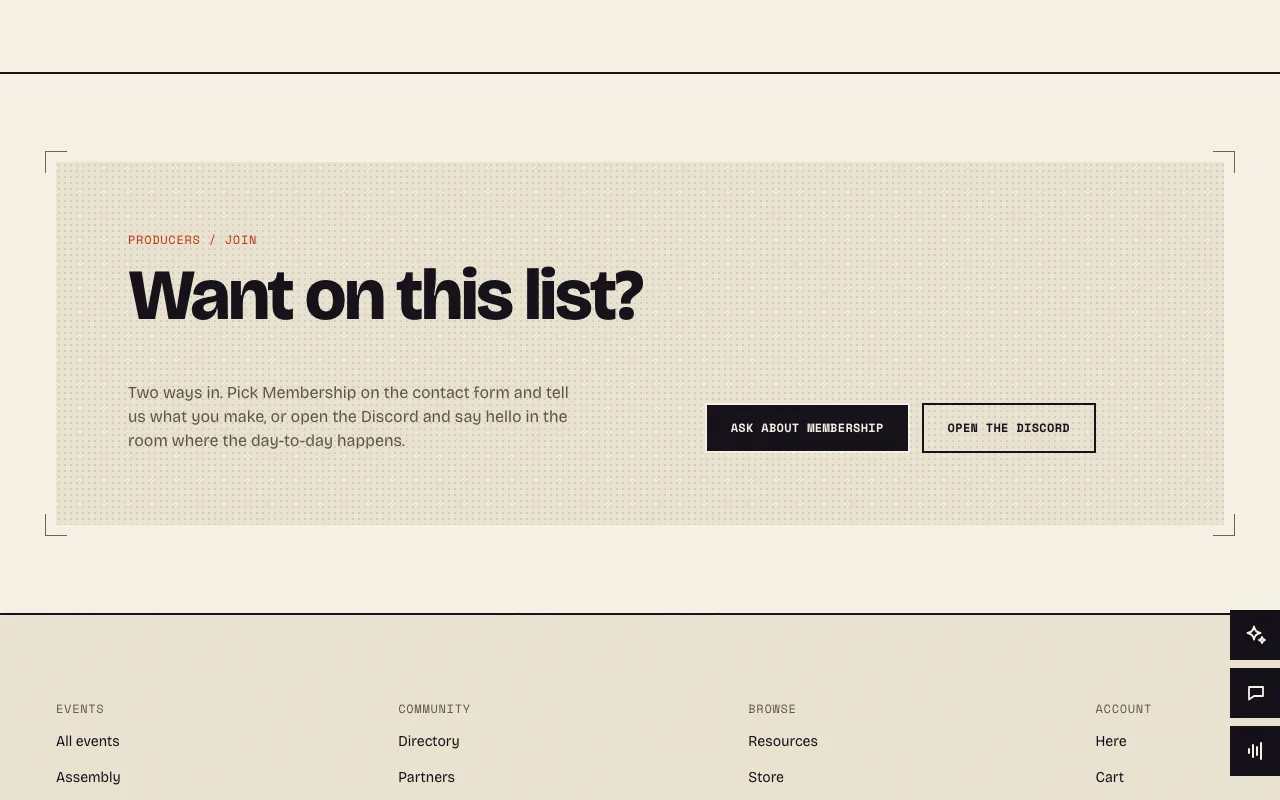 PRODUCERS / JOIN
Want on this list?
Two ways in. Pick Membership on the contact form and tell
us what you make, or open the Discord and say hello in the
room where the day-to-day happens.
ASK ABOUT MEMBERSHIP
OPEN THE DISCORD
EVENTS
All events
Assembly
COMMUNITY
Directory
Partners
BROWSE
Resources
Store
ACCOUNT
Here
Cart